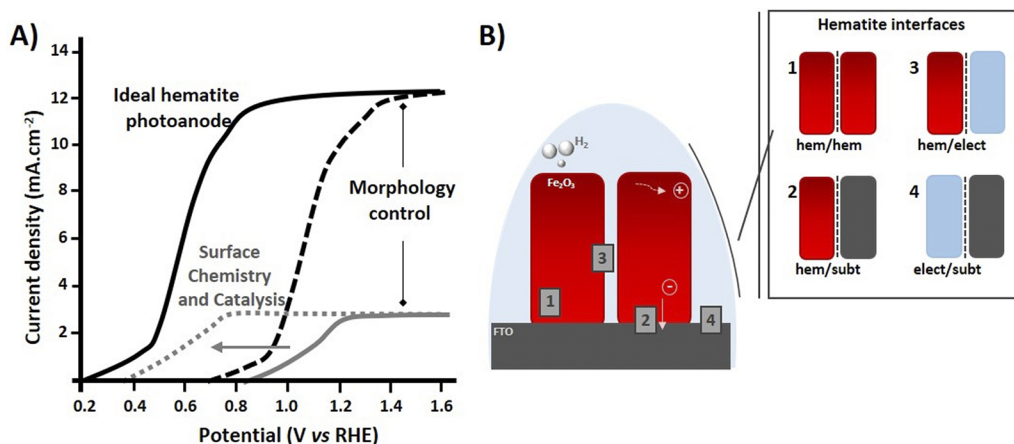 A)
Current density (mA.cm-2)
14
12
10
8
6
4
2
0.2 0.4 0.6 0.8 1.0 1.2 1.4 1.6
Potential (V vs RHE)
Ideal hematite
photoanode
Morphology
control
Surface
Chemistry
and Catalysis
B)
H2
Fe2O3
+
-
1
2
3
4
FTO
Hematite interfaces
1
hem/hem
3
hem/elect
2
hem/subt
4
elect/subt